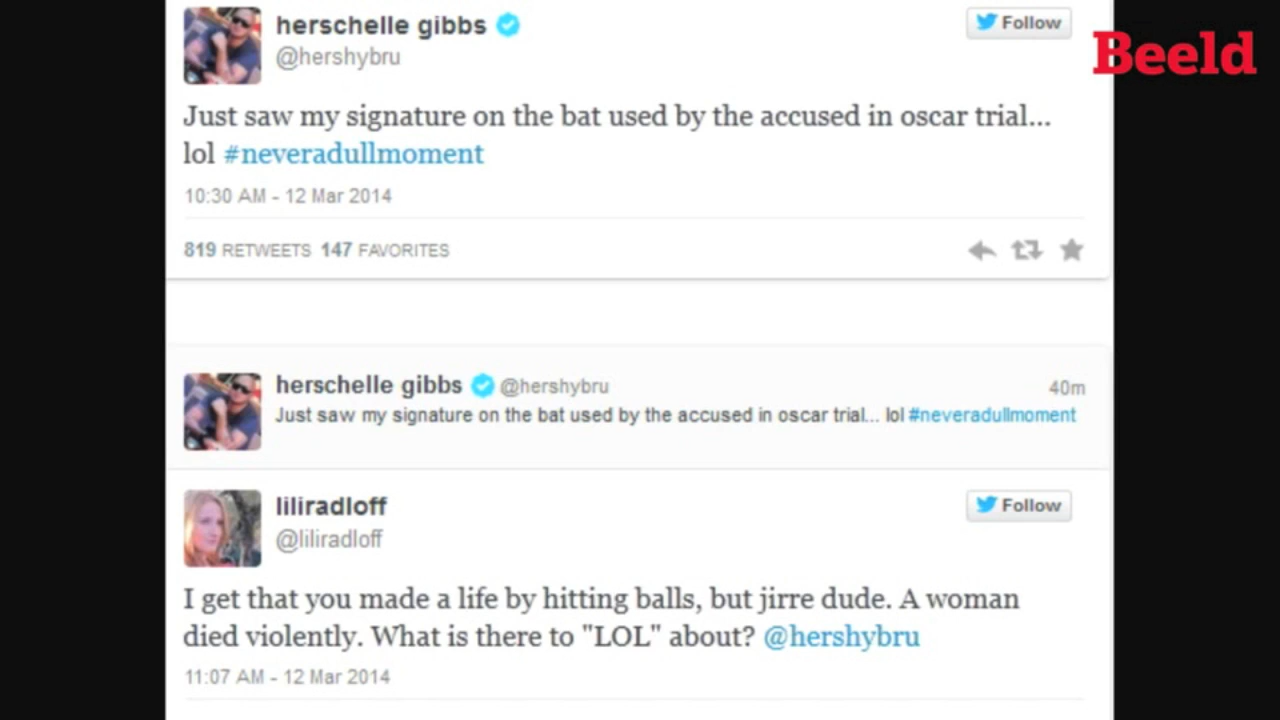 herschelle gibbs
Follow
Beeld
@hershybru
Just saw my signature on the bat used by the accused in oscar trial...
lol #neveradullmoment
10:30 AM - 12 Mar 2014
819 RETWEETS 147 FAVORITES
herschelle gibbs @hershybru 40m
Just saw my signature on the bat used by the accused in oscar trial... lol #neveradullmoment
liliradloff
Follow
@liliradloff
I get that you made a life by hitting balls, but jirre dude. A woman
died violently. What is there to "LOL" about? @hershybru
11:07 AM - 12 Mar 2014